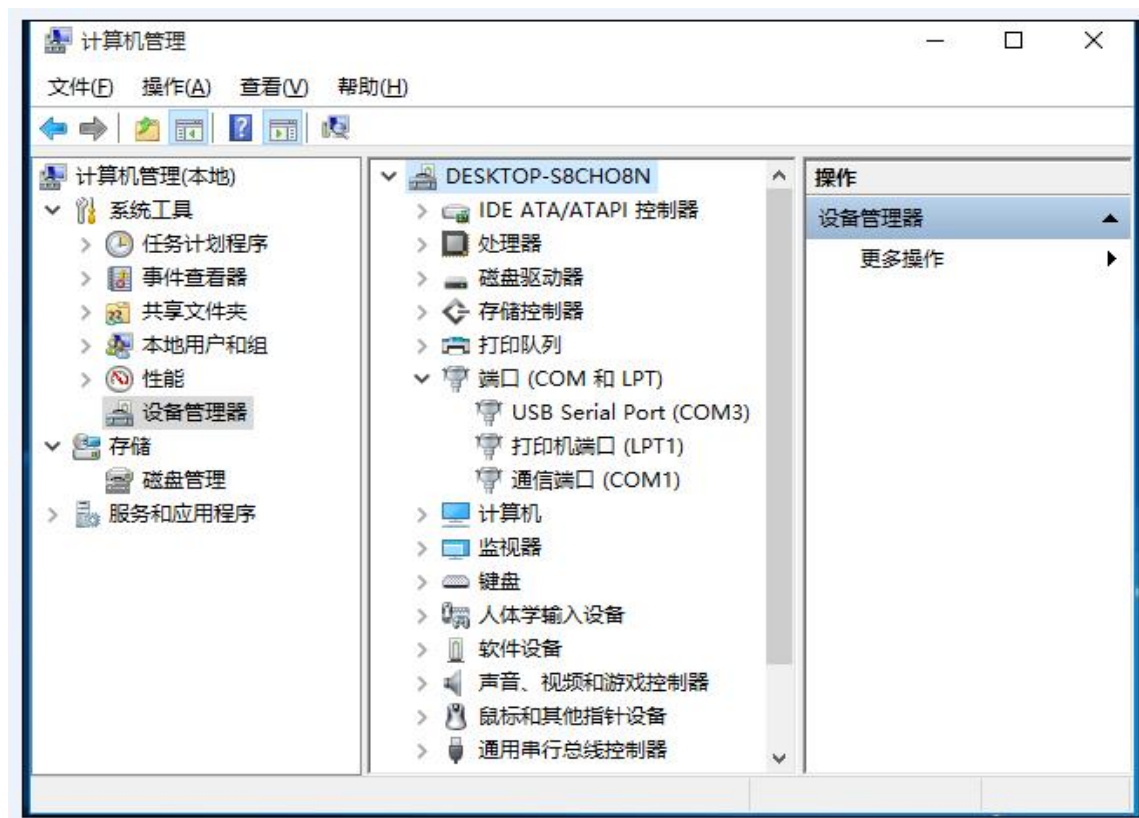 计算机管理
文件(F) 操作(A) 查看(V) 帮助(H)
计算机管理(本地)
系统工具
任务计划程序
事件查看器
共享文件夹
本地用户和组
性能
设备管理器
存储
磁盘管理
服务和应用程序
DESKTOP-S8CHO8N
IDE ATA/ATAPI 控制器
处理器
磁盘驱动器
存储控制器
打印队列
端口 (COM 和 LPT)
USB Serial Port (COM3)
打印机端口 (LPT1)
通信端口 (COM1)
计算机
监视器
键盘
人体学输入设备
软件设备
声音、视频和游戏控制器
鼠标和其他指针设备
通用串行总线控制器
操作
设备管理器
更多操作